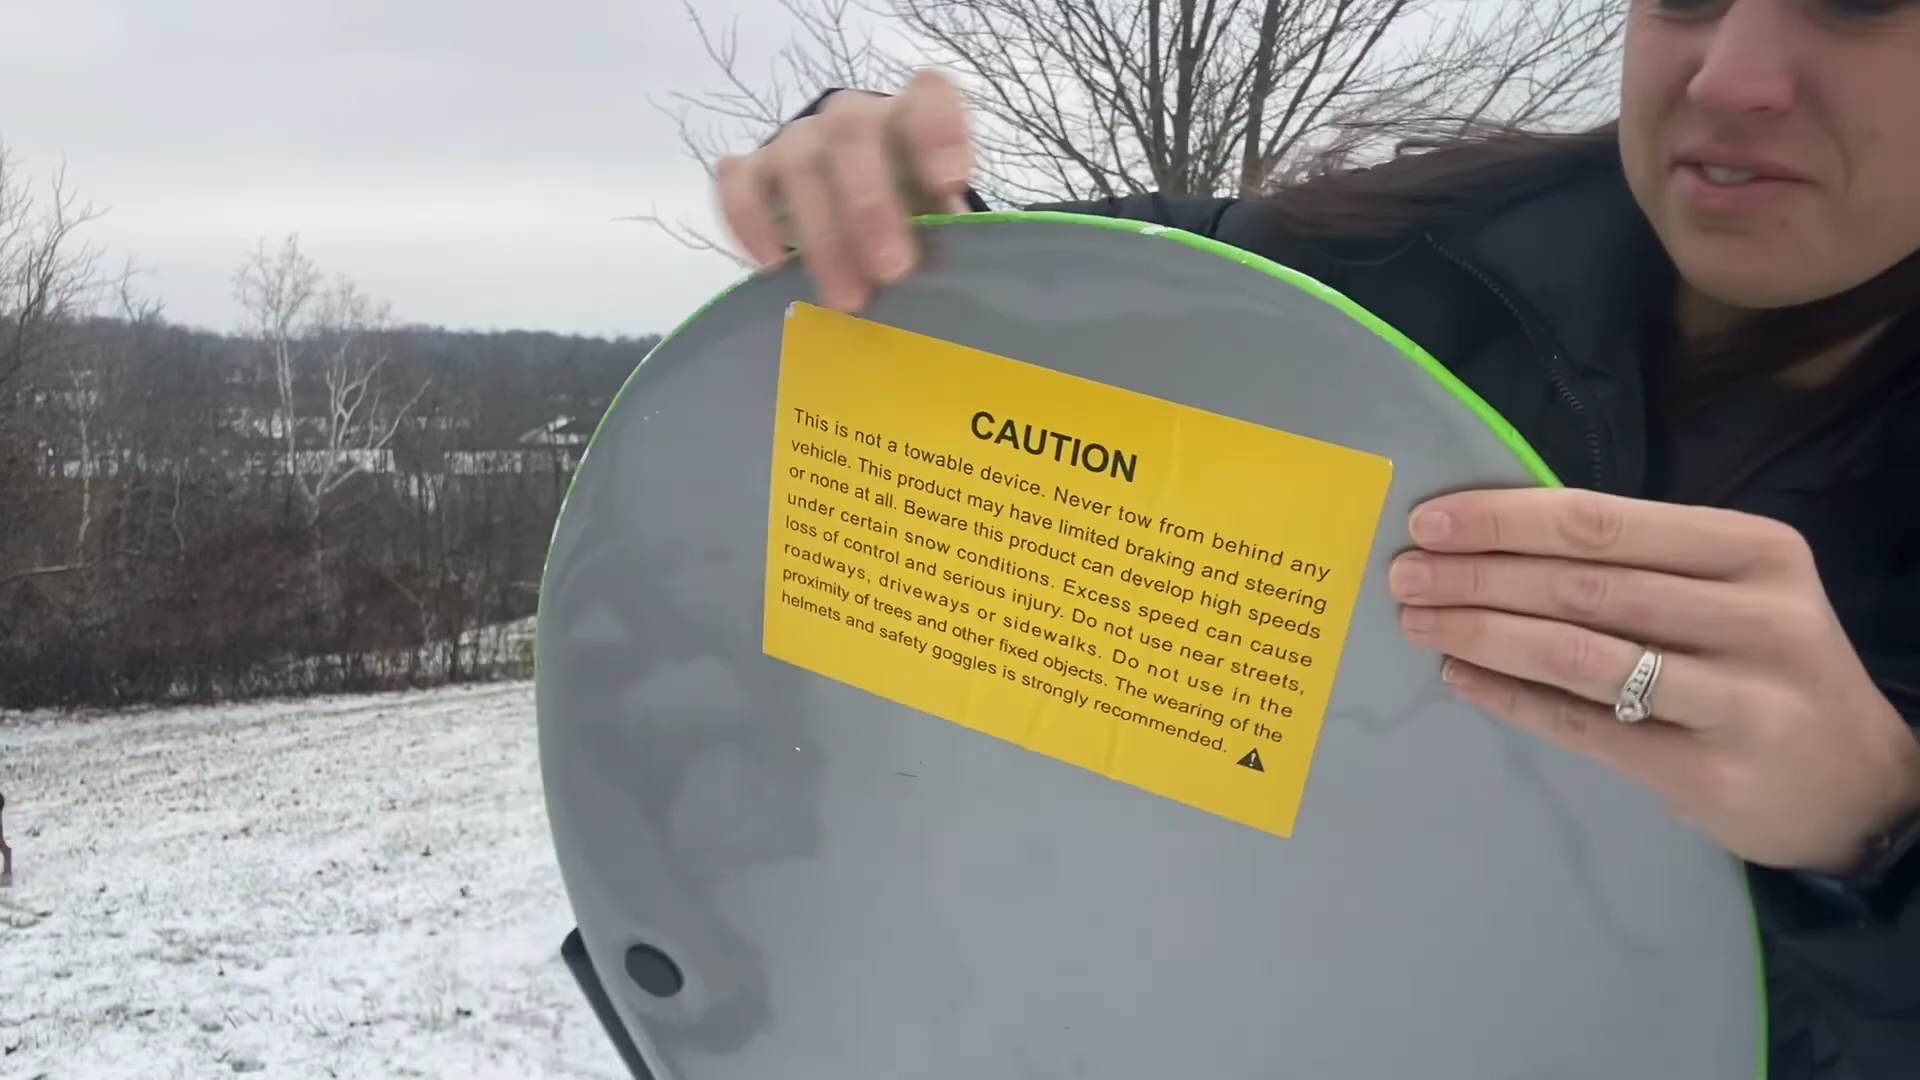 CAUTION
This is not a towable device. Never tow from behind any
vehicle. This product may have limited braking and steering
or none at all. Beware this product can develop high speeds
under certain snow conditions. Excess speed can cause
loss of control and serious injury. Do not use near streets,
roadways, driveways or sidewalks. Do not use in the
proximity of trees and other fixed objects. The wearing of the
helmets and safety goggles is strongly recommended.